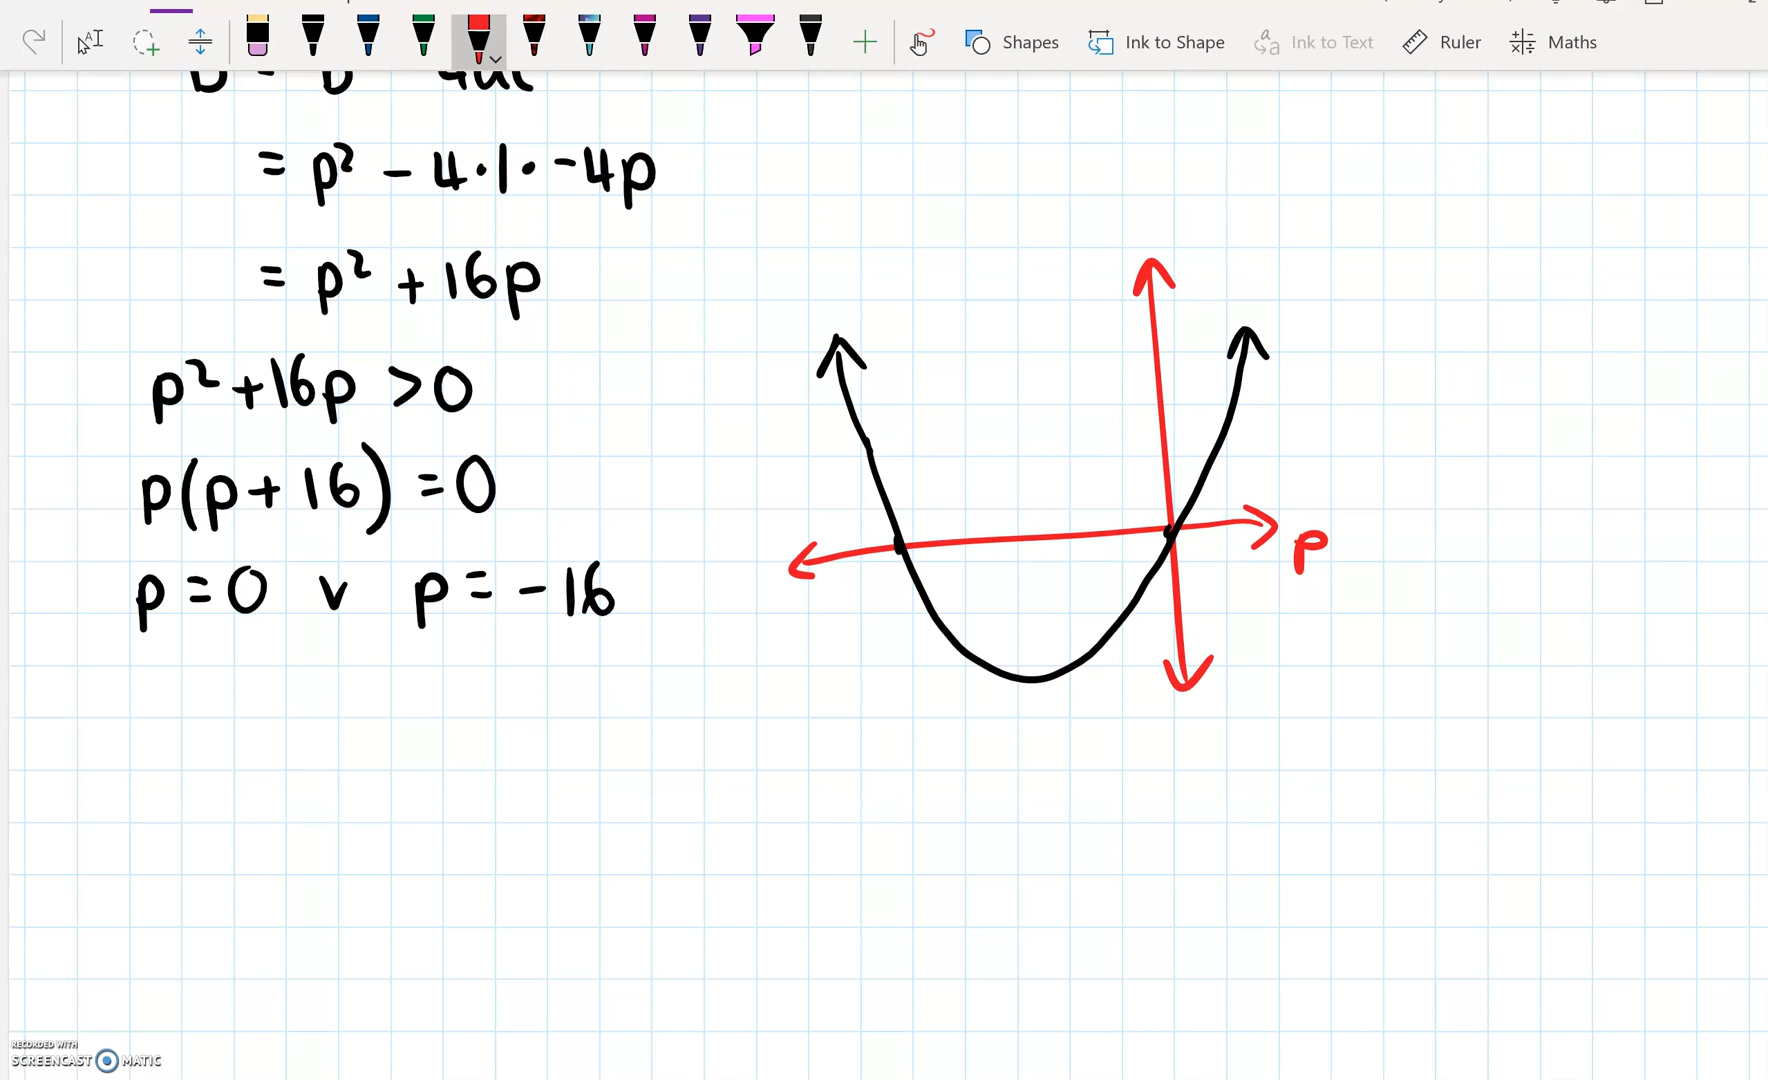 Shapes Ink to Shape Ink to Text Ruler Maths
= p² - 4·1·-4p
= p² + 16p
p² + 16p > 0
p(p + 16) = 0
p = 0 v p = -16
p
RECORDED WITH
SCREENCAST MATIC